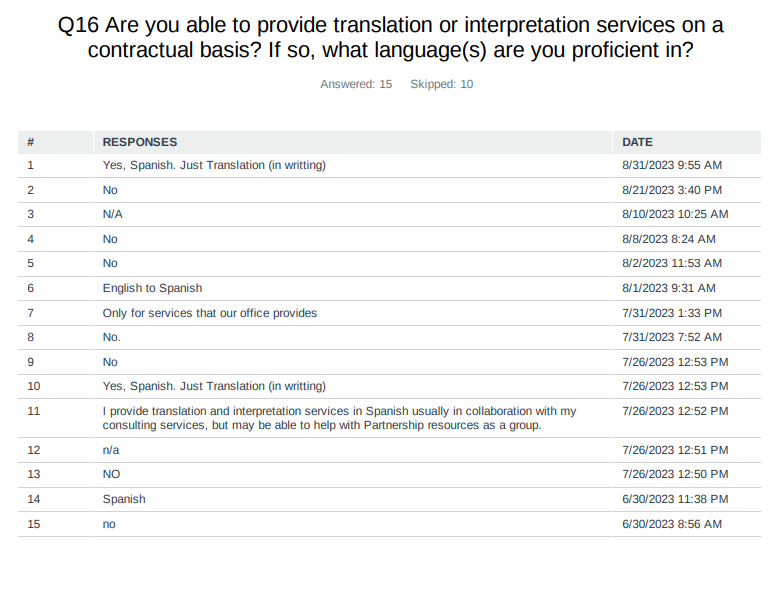 Q16 Are you able to provide translation or interpretation services on a
contractual basis? If so, what language(s) are you proficient in?
Answered: 15 Skipped: 10
# RESPONSES DATE
1 Yes, Spanish. Just Translation (in writting) 8/31/2023 9:55 AM
2 No 8/21/2023 3:40 PM
3 N/A 8/10/2023 10:25 AM
4 No 8/8/2023 8:24 AM
5 No 8/2/2023 11:53 AM
6 English to Spanish 8/1/2023 9:31 AM
7 Only for services that our office provides 7/31/2023 1:33 PM
8 No. 7/31/2023 7:52 AM
9 No 7/26/2023 12:53 PM
10 Yes, Spanish. Just Translation (in writting) 7/26/2023 12:53 PM
11 I provide translation and interpretation services in Spanish usually in collaboration with my 7/26/2023 12:52 PM
consulting services, but may be able to help with Partnership resources as a group.
12 n/a 7/26/2023 12:51 PM
13 NO 7/26/2023 12:50 PM
14 Spanish 6/30/2023 11:38 PM
15 no 6/30/2023 8:56 AM